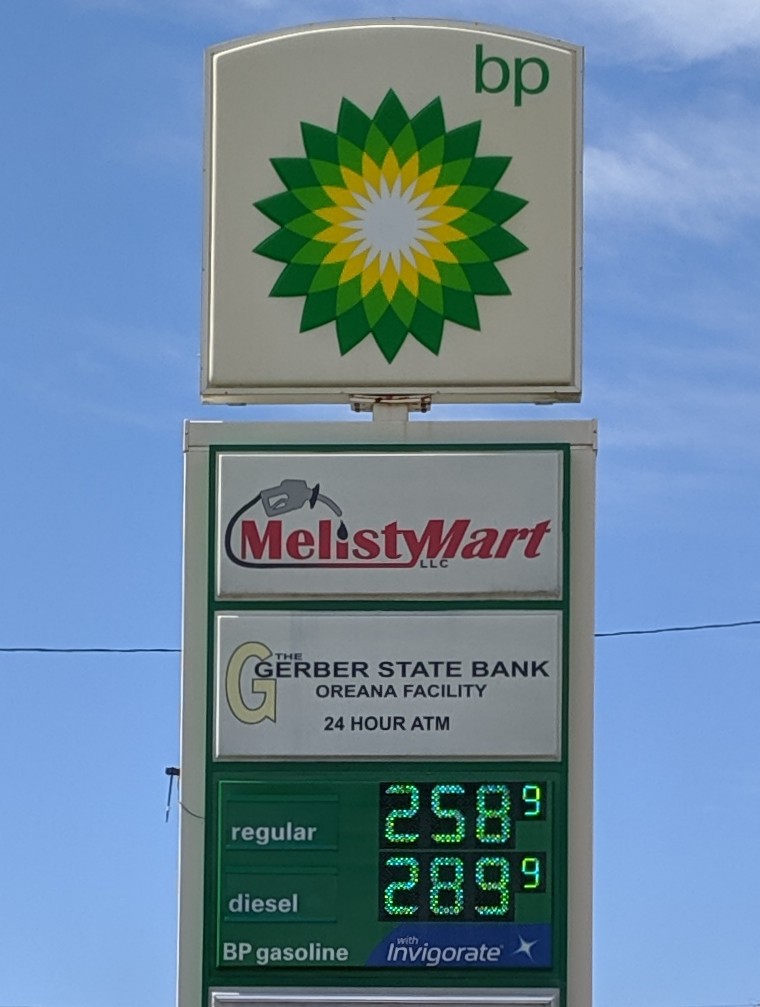 bp
MelistyMart
LLC
G THE
GERBER STATE BANK
OREANA FACILITY
24 HOUR ATM
regular 2589
diesel 2899
BP gasoline with Invigorate